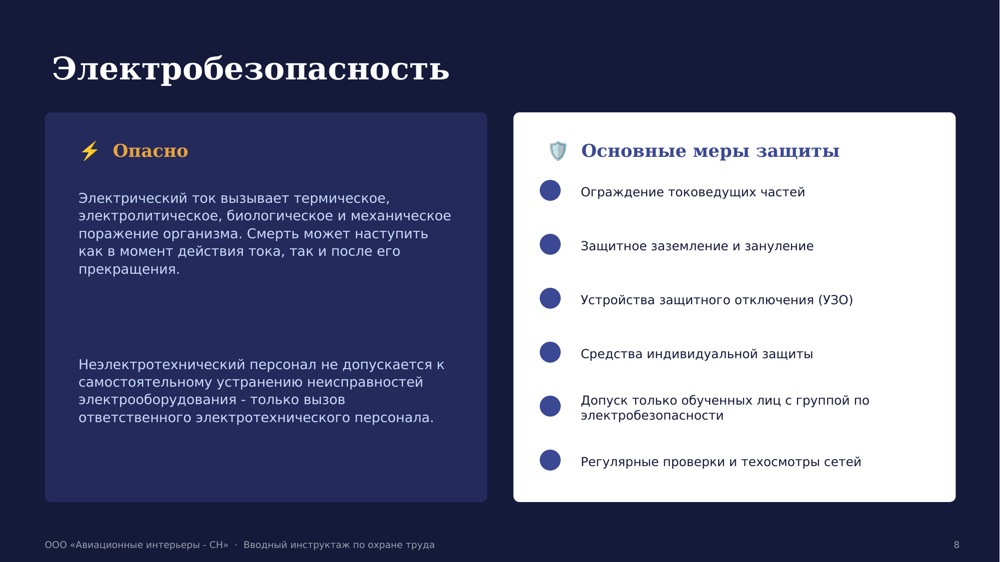 Электробезопасность
⚡ Опасно
Электрический ток вызывает термическое,
электролитическое, биологическое и механическое
поражение организма. Смерть может наступить
как в момент действия тока, так и после его
прекращения.
Неэлектротехнический персонал не допускается к
самостоятельному устранению неисправностей
электрооборудования - только вызов
ответственного электротехнического персонала.
🛡️ Основные меры защиты
Ограждение токоведущих частей
Защитное заземление и зануление
Устройства защитного отключения (УЗО)
Средства индивидуальной защиты
Допуск только обученных лиц с группой по
электробезопасности
Регулярные проверки и техосмотры сетей
ООО «Авиационные интерьеры - СН» · Вводный инструктаж по охране труда
8